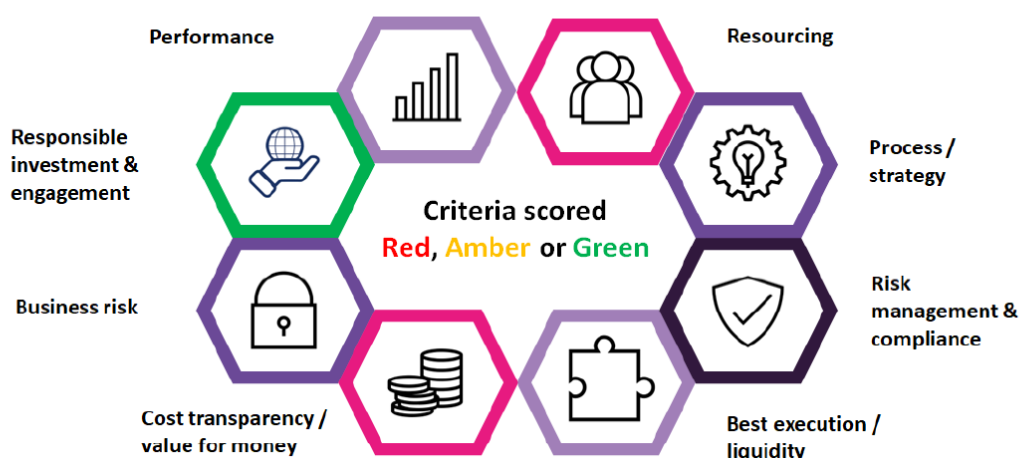 Performance
Resourcing
Responsible
investment &
engagement
Process /
strategy
Criteria scored
Red, Amber or Green
Business risk
Risk
management &
compliance
Cost transparency /
value for money
Best execution /
liquidity